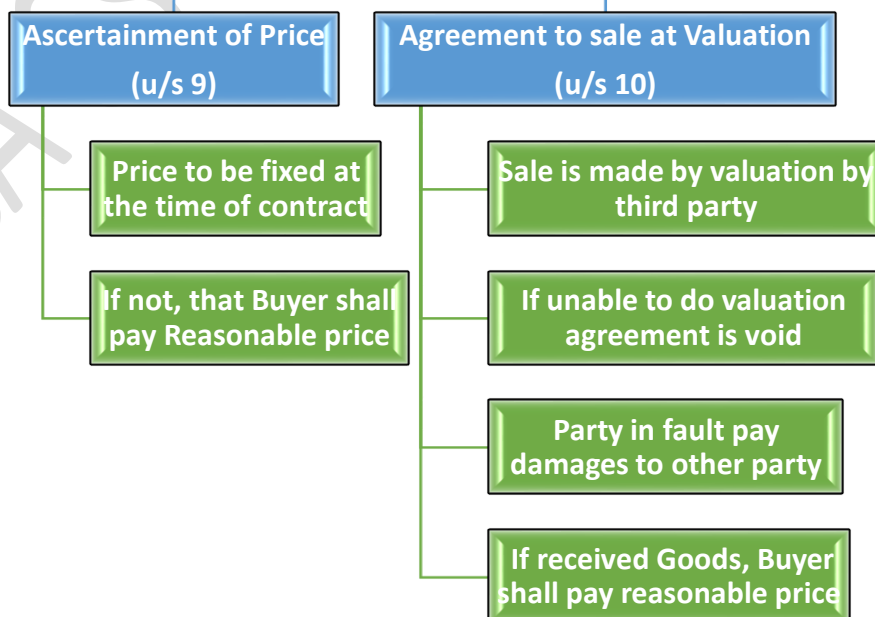 Ascertainment of Price
(u/s 9)
Price to be fixed at
the time of contract
If not, that Buyer shall
pay Reasonable price
Agreement to sale at Valuation
(u/s 10)
Sale is made by valuation by
third party
If unable to do valuation
agreement is void
Party in fault pay
damages to other party
If received Goods, Buyer
shall pay reasonable price